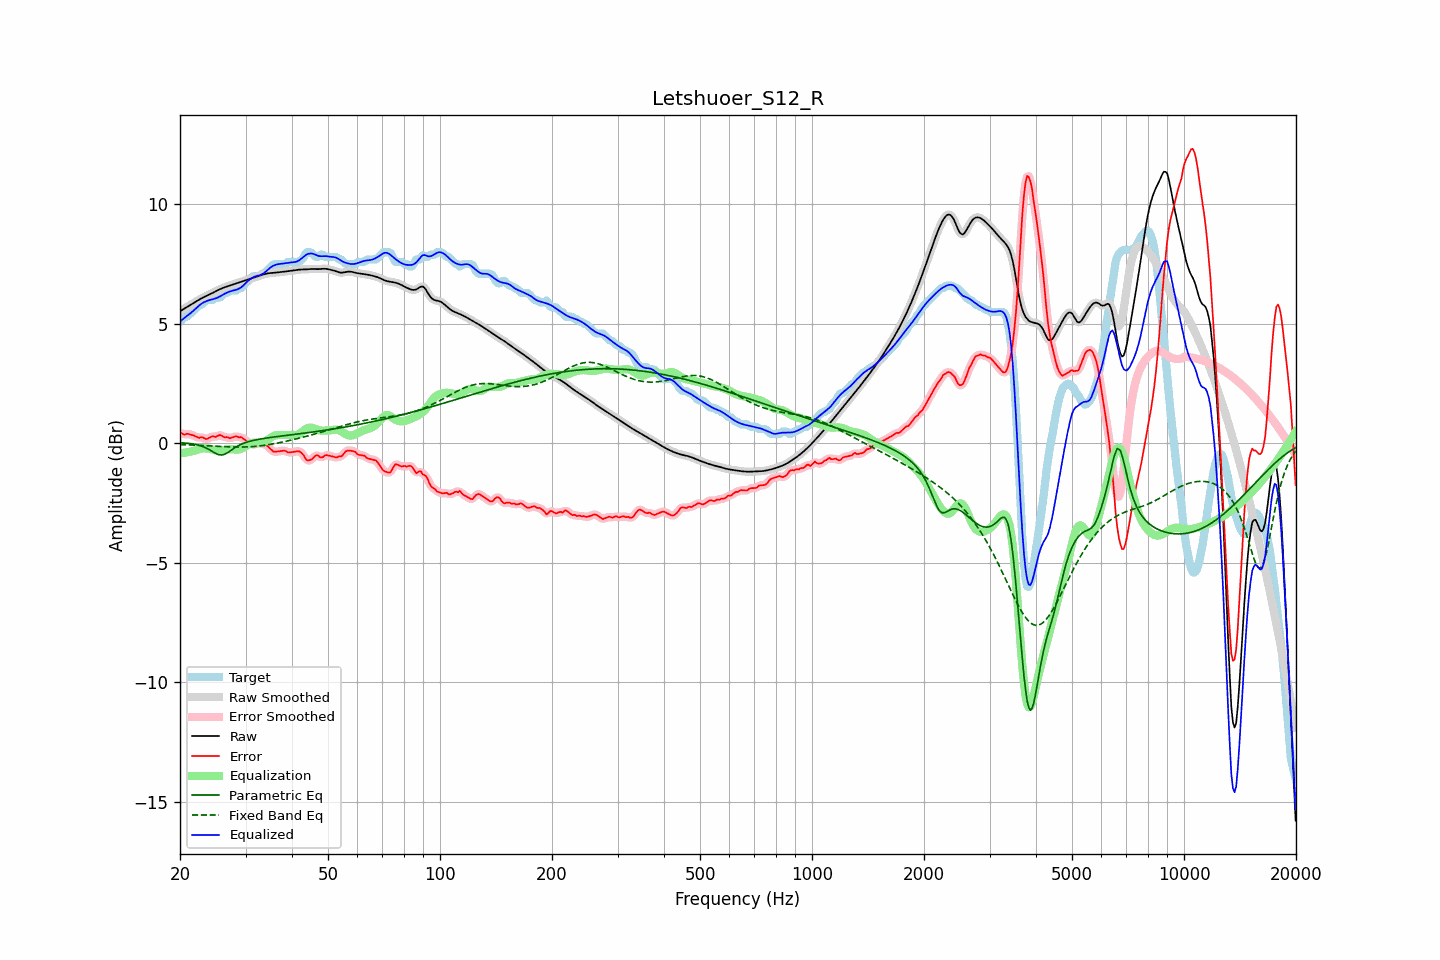 Letshuoer_S12_R
Amplitude (dBr)
10
5
0
−5
−10
−15
Target
Raw Smoothed
Error Smoothed
Raw
Error
Equalization
Parametric Eq
Fixed Band Eq
Equalized
20 50 100 200 500 1000 2000 5000 10000 20000
Frequency (Hz)